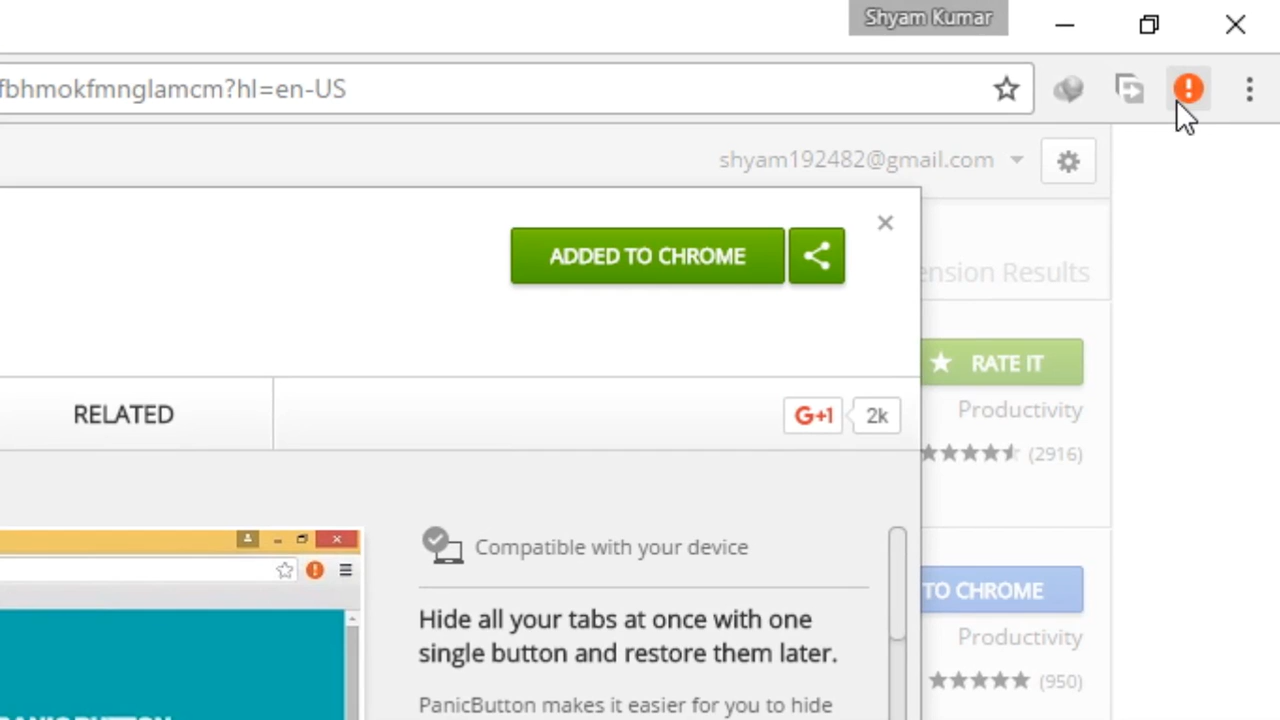 Shyam Kumar
fbhmokfmnglamcm?hl=en-US
shyam192482@gmail.com
ADDED TO CHROME
ension Results
RATE IT
RELATED
G+1
2k
Productivity
(2916)
Compatible with your device
TO CHROME
Hide all your tabs at once with one
single button and restore them later.
Productivity
(950)
PanicButton makes it easier for you to hide